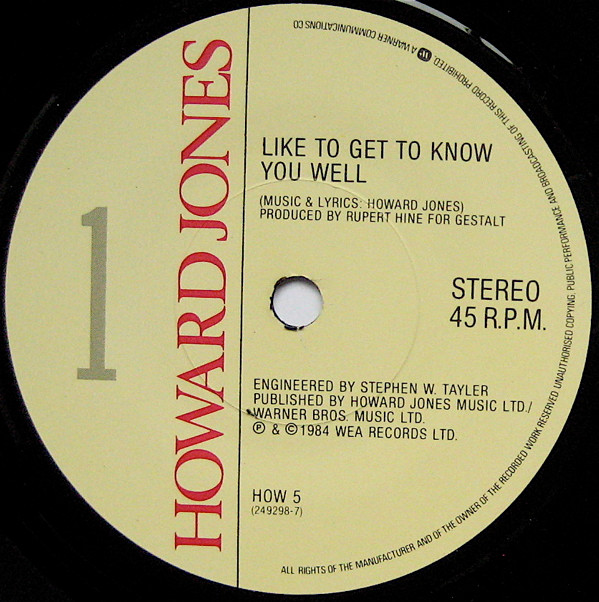 1
HOWARD JONES
LIKE TO GET TO KNOW
YOU WELL
(MUSIC & LYRICS: HOWARD JONES)
PRODUCED BY RUPERT HINE FOR GESTALT
STEREO
45 R.P.M.
ENGINEERED BY STEPHEN W. TAYLER
PUBLISHED BY HOWARD JONES MUSIC LTD./
WARNER BROS. MUSIC LTD.
℗ & ©1984 WEA RECORDS LTD.
HOW 5
(249298-7)
ALL RIGHTS OF THE MANUFACTURER AND OF THE OWNER OF THE RECORDED WORK RESERVED UNAUTHORISED COPYING, PUBLIC PERFORMANCE AND BROADCASTING OF THIS RECORD PROHIBITED. W A WARNER COMMUNICATIONS CO